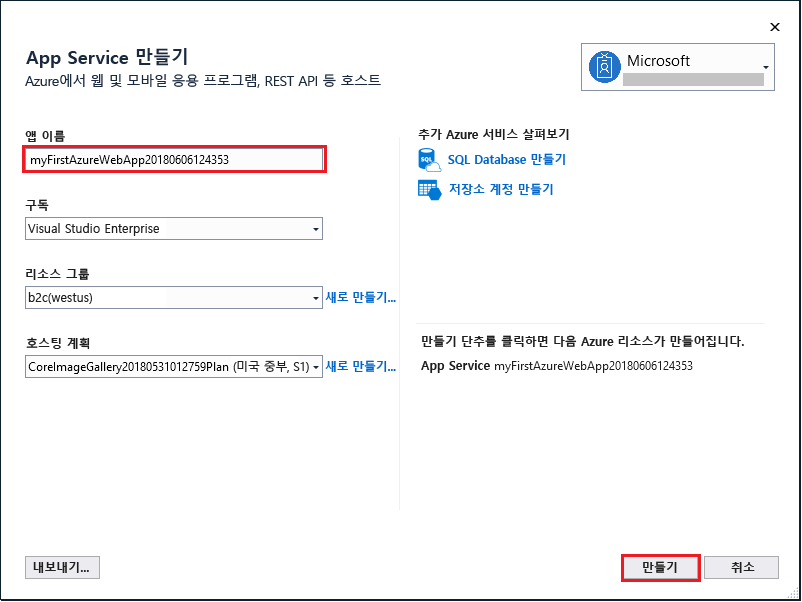 App Service 만들기
Azure에서 웹 및 모바일 응용 프로그램, REST API 등 호스트
Microsoft
앱 이름
myFirstAzureWebApp20180606124353
구독
Visual Studio Enterprise
리소스 그룹
b2c(westus)
새로 만들기...
호스팅 계획
CoreImageGallery20180531012759Plan (미국 중부, S1)
새로 만들기...
추가 Azure 서비스 살펴보기
SQL
SQL Database 만들기
저장소 계정 만들기
만들기 단추를 클릭하면 다음 Azure 리소스가 만들어집니다.
App Service myFirstAzureWebApp20180606124353
내보내기...
만들기
취소